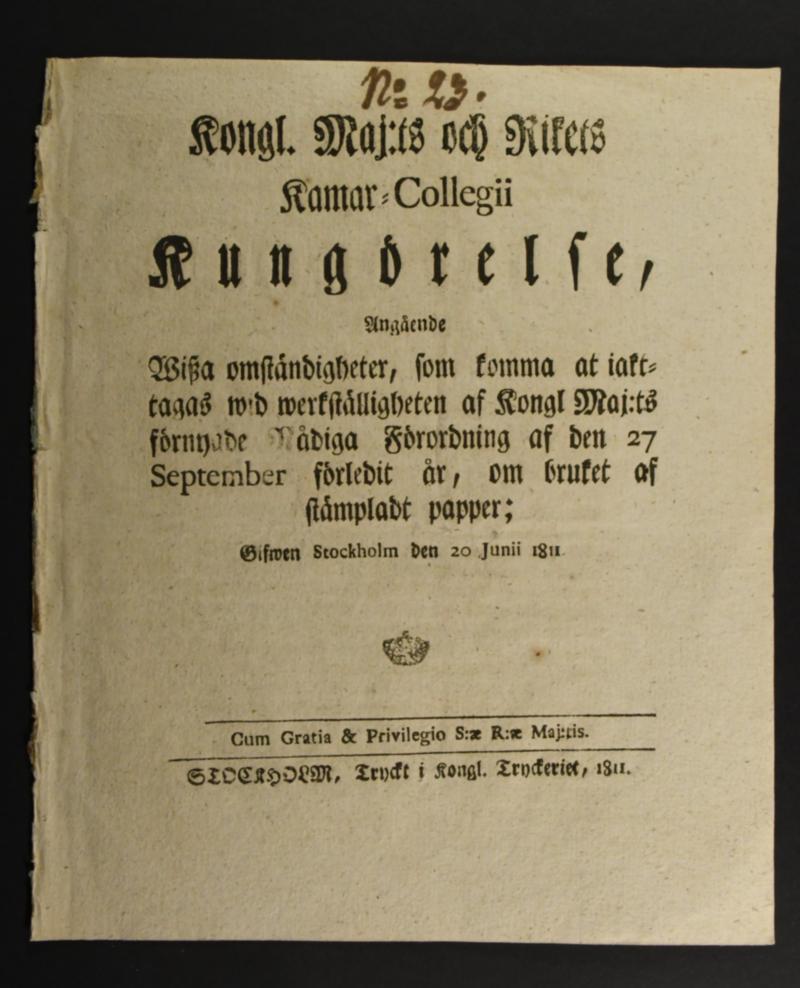 N:o 23.
Kongl. Maj:ts och Rikets
Kamar-Collegii
Kungörelse,
Angående
Wißa omständigheter, som komma at iakt-
tagas wid werkställigheten af Kongl Maj:ts
förnyade Nådiga Förordning af den 27
September förledit år, om bruket af
stämpladt papper;
Gifwen Stockholm den 20 Junii 1811
Cum Gratia & Privilegio S:æ R:æ Maj:tis.
STOCKHOLM, Tryckt i Kongl. Tryckeriet, 1811.